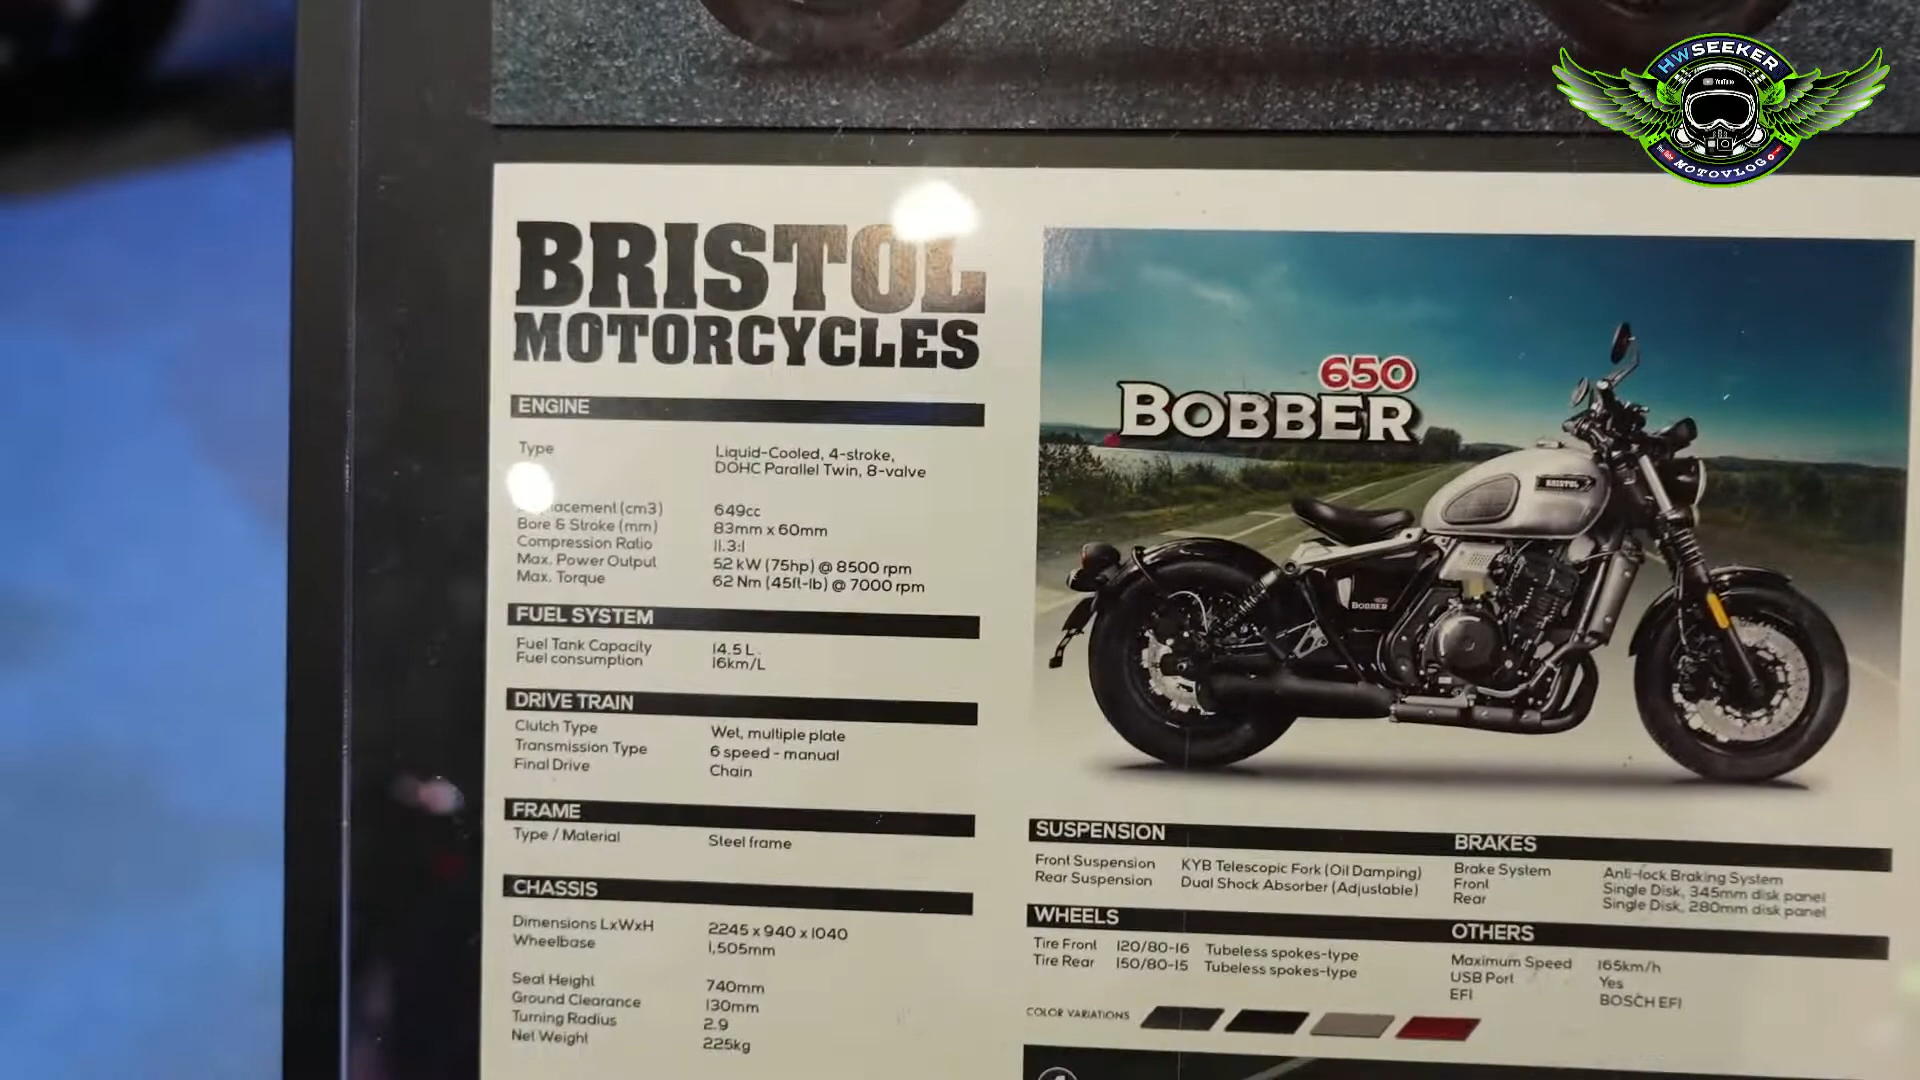 HWSEEKER
YouTube
MOTOVLOG
BRISTOL
MOTORCYCLES
650
BOBBER
BRISTOL
BOBBER
ENGINE
Type Liquid-Cooled, 4-stroke,
DOHC Parallel Twin, 8-valve
lacement (cm3) 649cc
Bore & Stroke (mm) 83mm x 60mm
Compression Ratio 11.3:1
Max. Power Output 52 kW (75hp) @ 8500 rpm
Max. Torque 62 Nm (45ft-lb) @ 7000 rpm
FUEL SYSTEM
Fuel Tank Capacity 14.5 L
Fuel consumption 16km/L
DRIVE TRAIN
Clutch Type Wet, multiple plate
Transmission Type 6 speed - manual
Final Drive Chain
FRAME
Type / Material Steel frame
CHASSIS
Dimensions LxWxH 2245 x 940 x 1040
Wheelbase 1,505mm
Seat Height 740mm
Ground Clearance 130mm
Turning Radius 2.9
Net Weight 225kg
SUSPENSION
Front Suspension KYB Telescopic Fork (Oil Damping)
Rear Suspension Dual Shock Absorber (Adjustable)
WHEELS
Tire Front 120/80-16 Tubeless spokes-type
Tire Rear 150/80-15 Tubeless spokes-type
COLOR VARIATIONS
BRAKES
Brake System Anti-lock Braking System
Front Single Disk, 345mm disk panel
Rear Single Disk, 280mm disk panel
OTHERS
Maximum Speed 165km/h
USB Port Yes
EFI BOSCH EFI